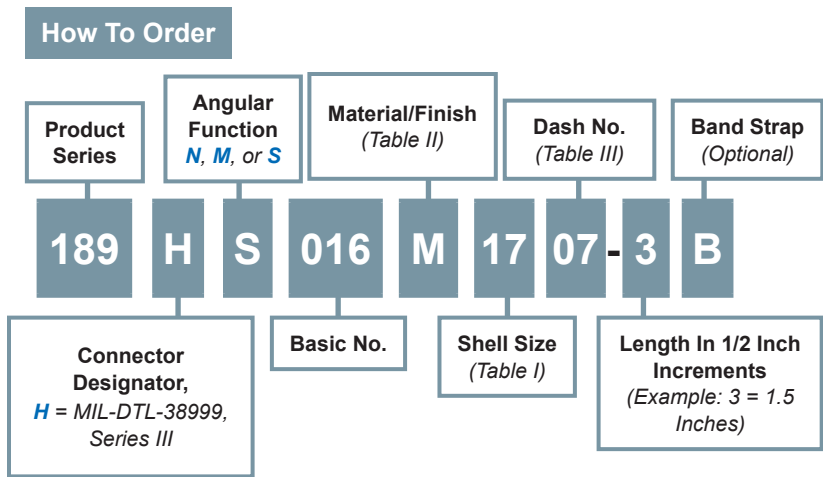 How To Order
Product
Series
Angular
Function
N, M, or S
Material/Finish
(Table II)
Dash No.
(Table III)
Band Strap
(Optional)
189 H S 016 M 17 07 - 3 B
Connector
Designator,
H = MIL-DTL-38999,
Series III
Basic No.
Shell Size
(Table I)
Length In 1/2 Inch
Increments
(Example: 3 = 1.5
Inches)